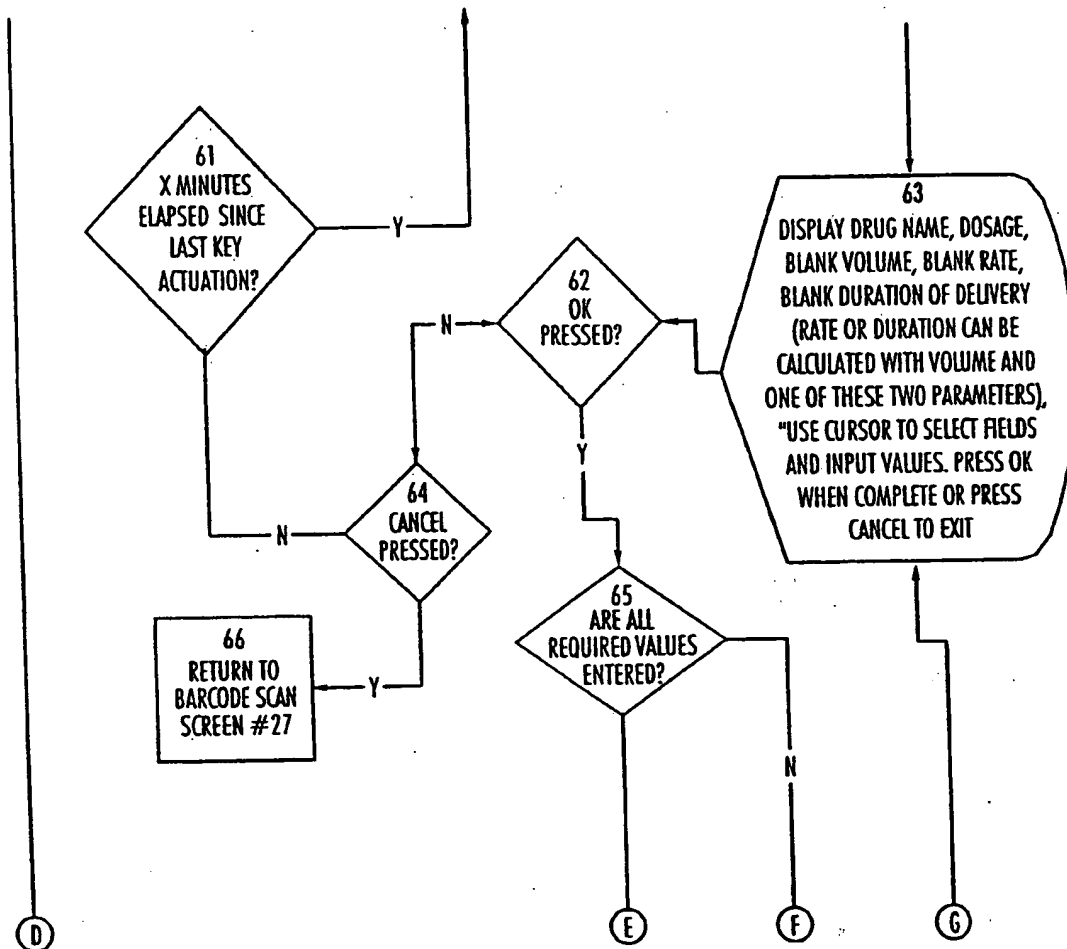 61
X MINUTES
ELAPSED SINCE
LAST KEY
ACTUATION?
Y
63
DISPLAY DRUG NAME, DOSAGE,
BLANK VOLUME, BLANK RATE,
BLANK DURATION OF DELIVERY
(RATE OR DURATION CAN BE
CALCULATED WITH VOLUME AND
ONE OF THESE TWO PARAMETERS),
"USE CURSOR TO SELECT FIELDS
AND INPUT VALUES. PRESS OK
WHEN COMPLETE OR PRESS
CANCEL TO EXIT
62
OK
PRESSED?
N
Y
64
CANCEL
PRESSED?
N
Y
65
ARE ALL
REQUIRED VALUES
ENTERED?
N
66
RETURN TO
BARCODE SCAN
SCREEN #27
D
E
F
G